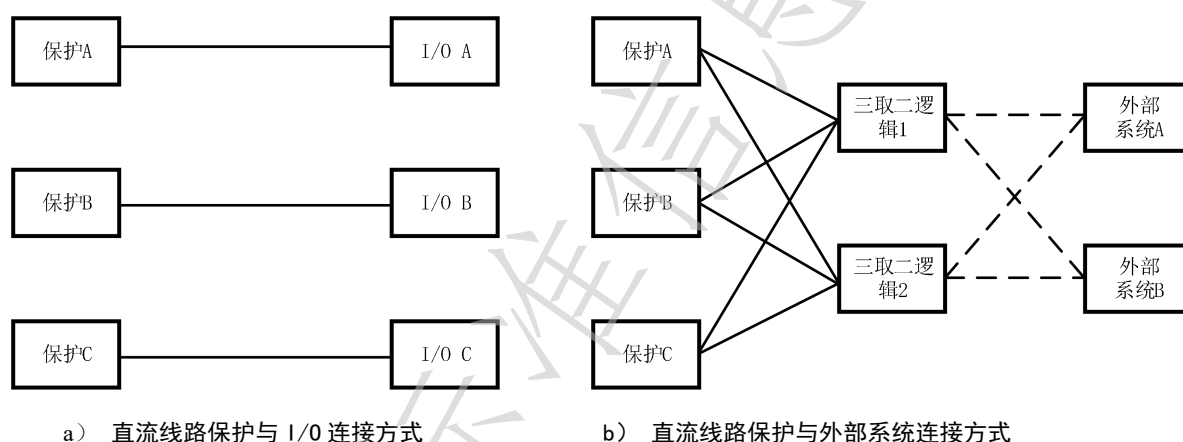 保护A
I/O A
保护B
I/O B
保护C
I/O C
a） 直流线路保护与 I/O 连接方式
保护A
保护B
保护C
三取二逻
辑1
三取二逻
辑2
外部
系统A
外部
系统B
b） 直流线路保护与外部系统连接方式
准信息